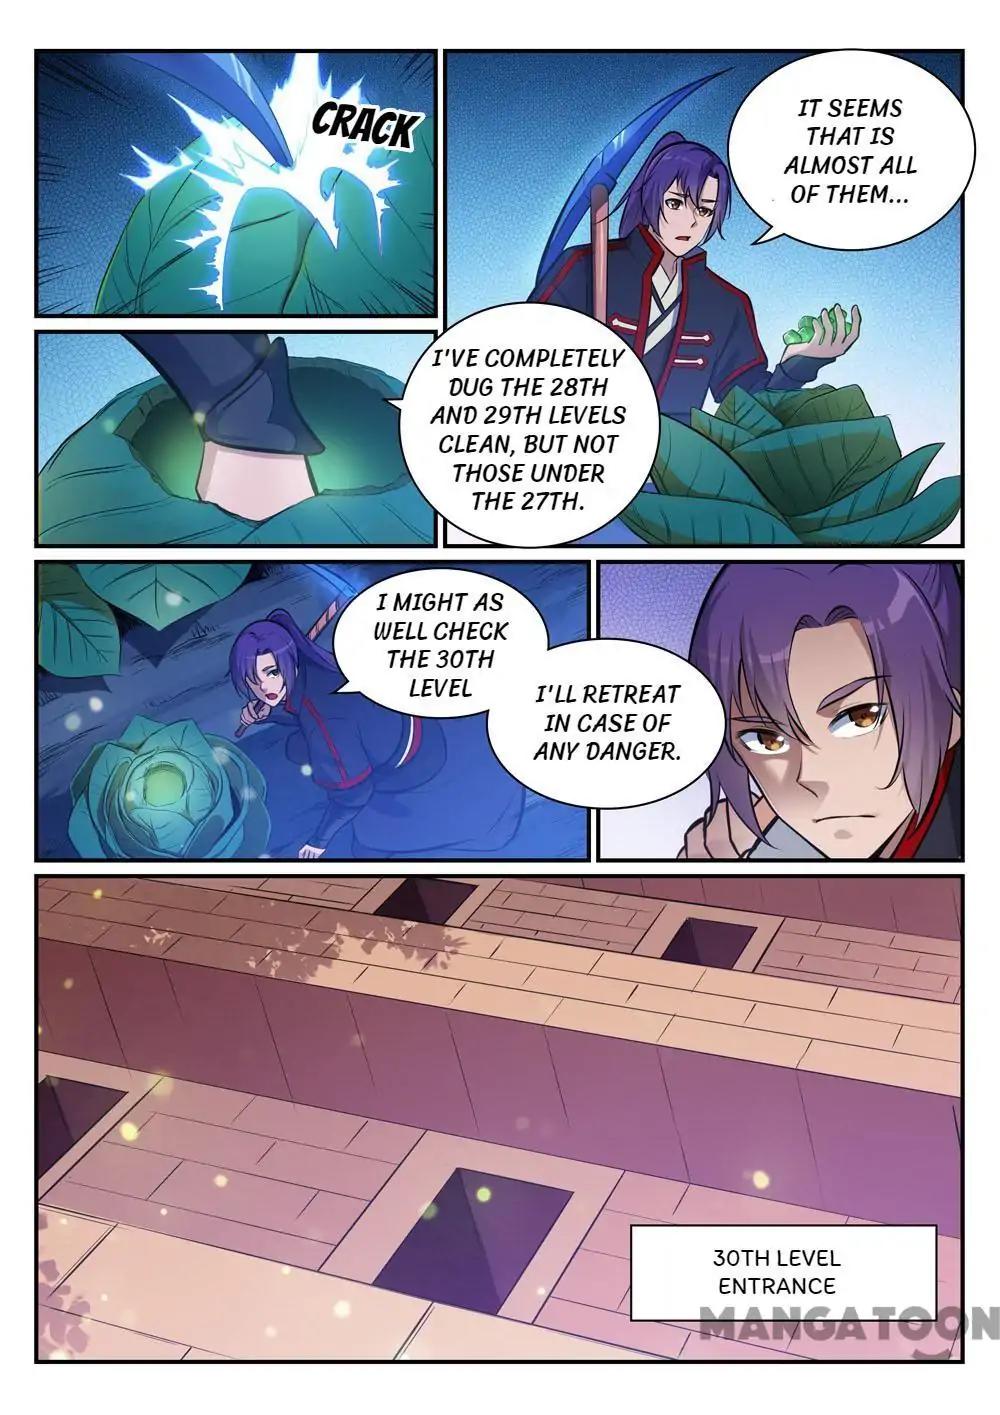 CRACK
IT SEEMS
THAT IS
ALMOST ALL
OF THEM...
I'VE COMPLETELY
DUG THE 28TH
AND 29TH LEVELS
CLEAN, BUT NOT
THOSE UNDER
THE 27TH.
I MIGHT AS
WELL CHECK
THE 30TH
LEVEL
I'LL RETREAT
IN CASE OF
ANY DANGER.
30TH LEVEL
ENTRANCE
MANGATOON